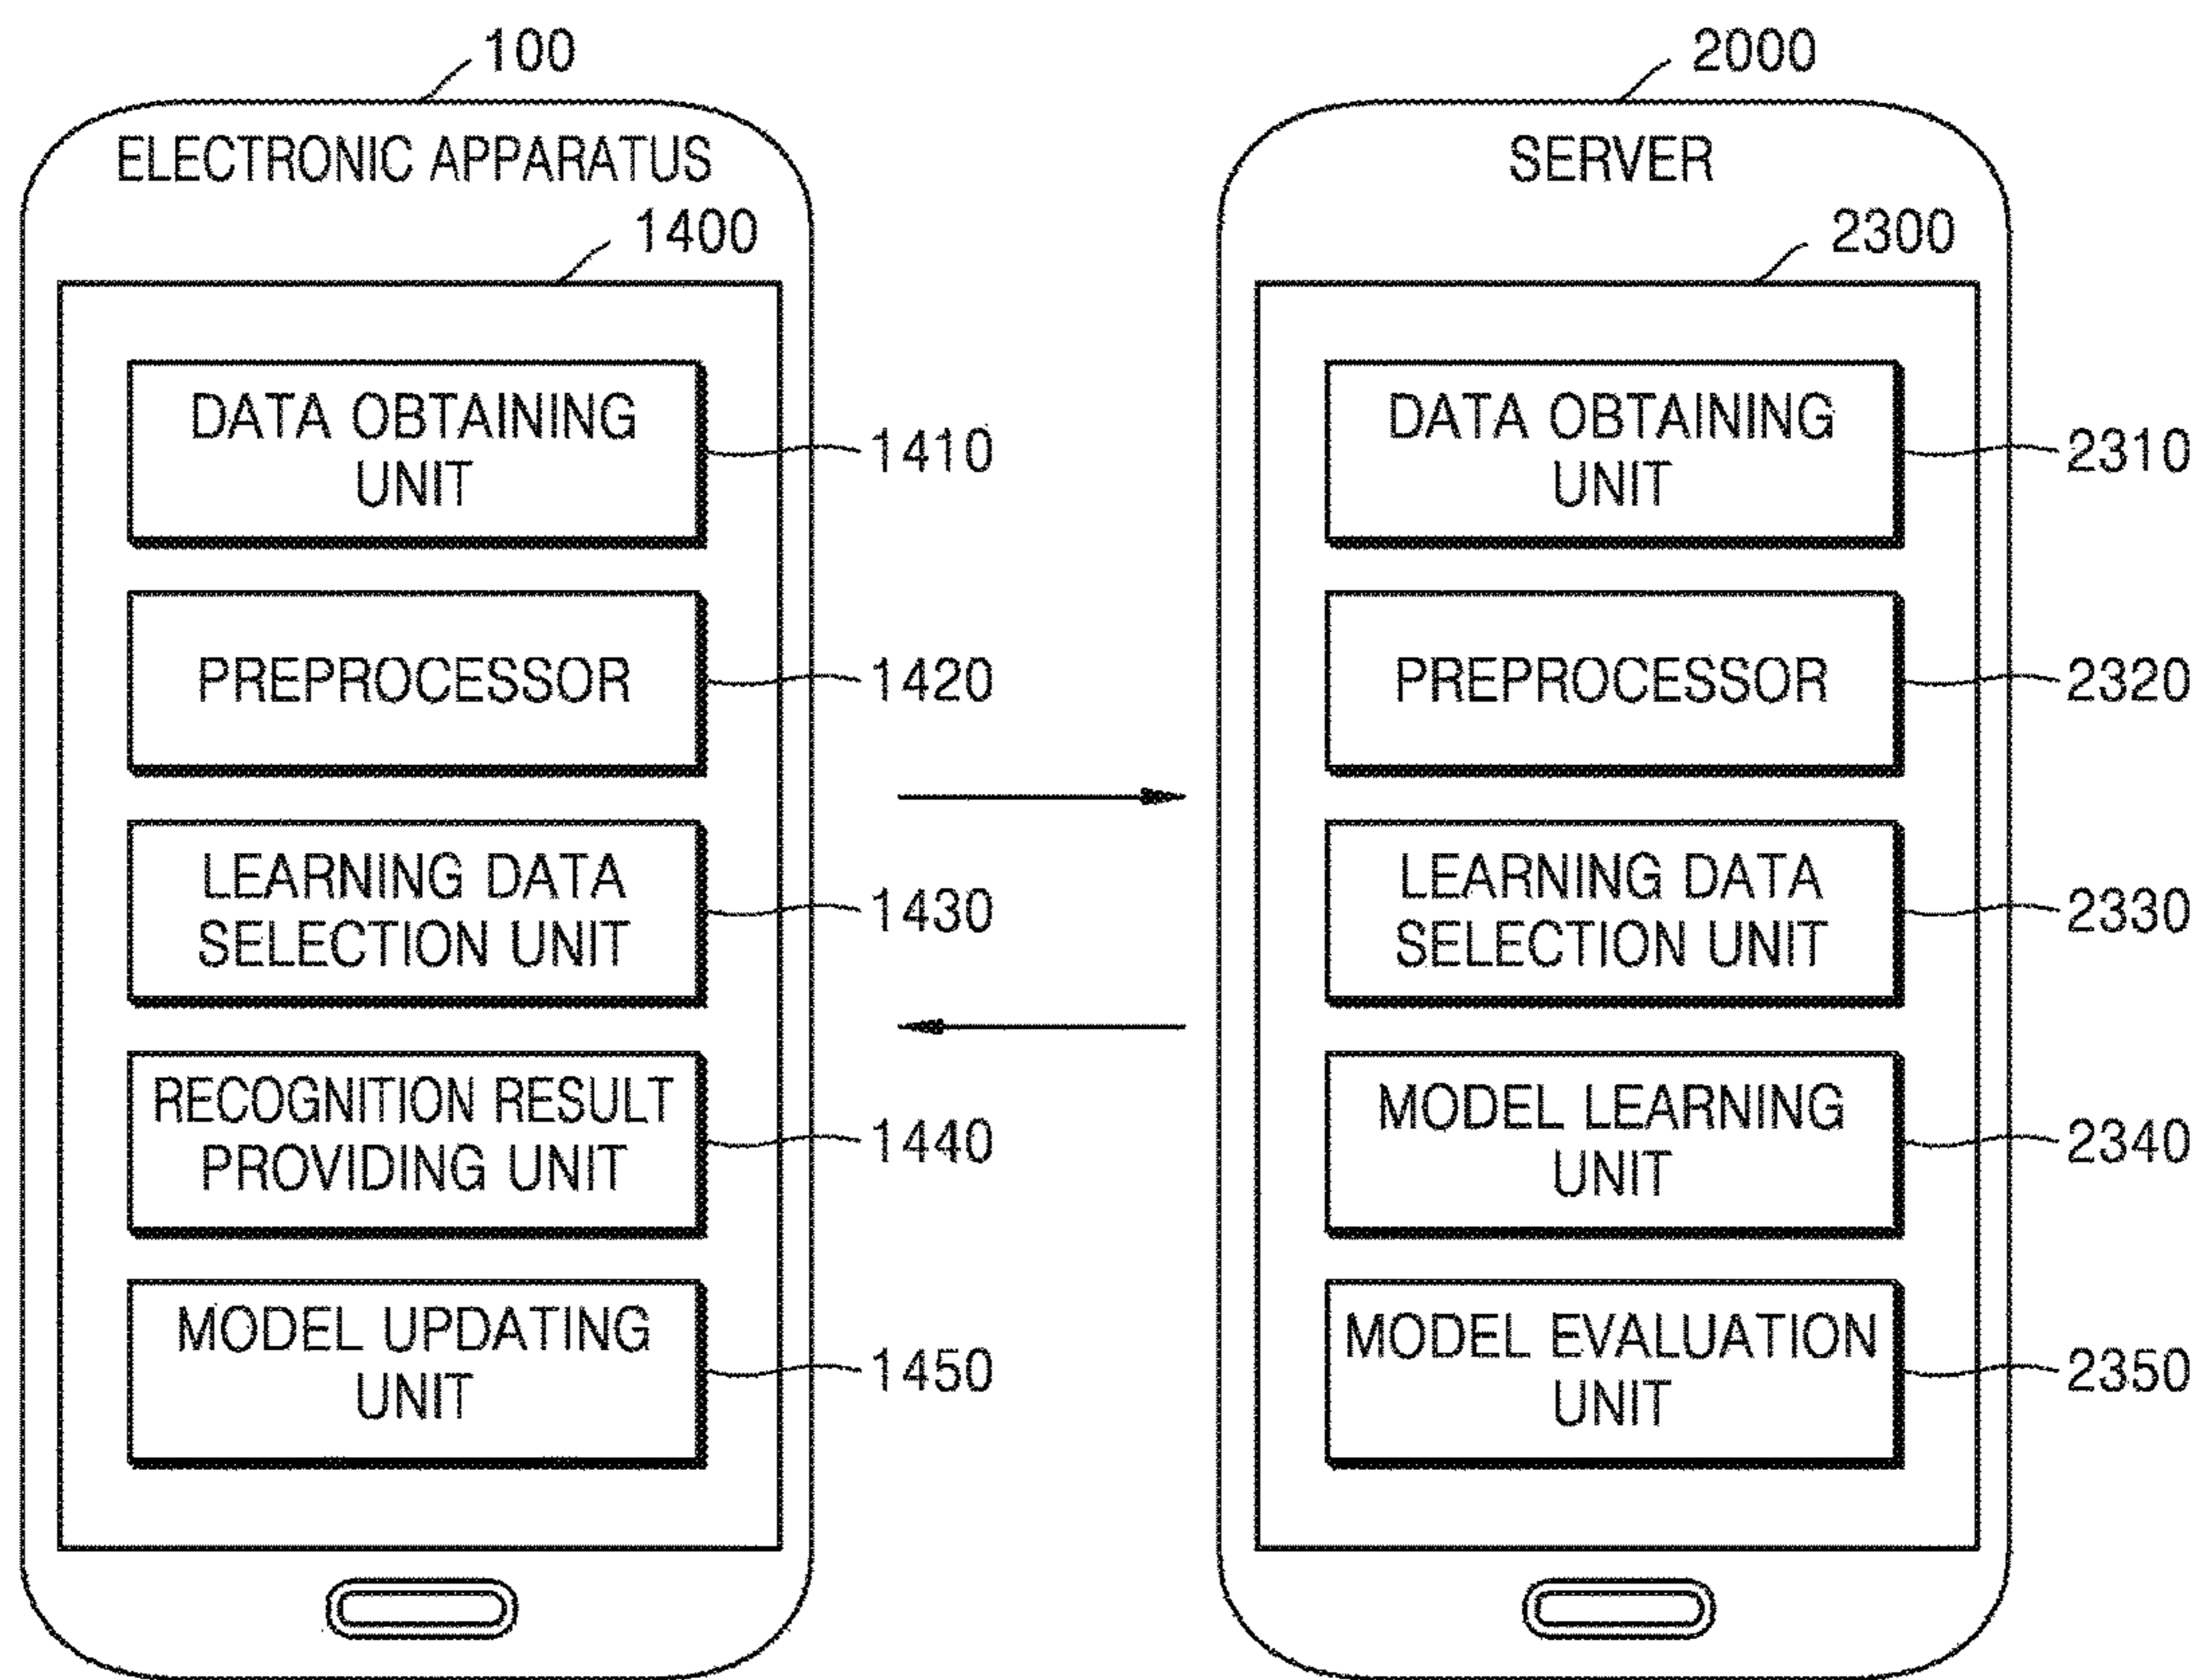 100
ELECTRONIC APPARATUS
1400
DATA OBTAINING
UNIT
1410
PREPROCESSOR
1420
LEARNING DATA
SELECTION UNIT
1430
RECOGNITION RESULT
PROVIDING UNIT
1440
MODEL UPDATING
UNIT
1450
2000
SERVER
2300
DATA OBTAINING
UNIT
2310
PREPROCESSOR
2320
LEARNING DATA
SELECTION UNIT
2330
MODEL LEARNING
UNIT
2340
MODEL EVALUATION
UNIT
2350